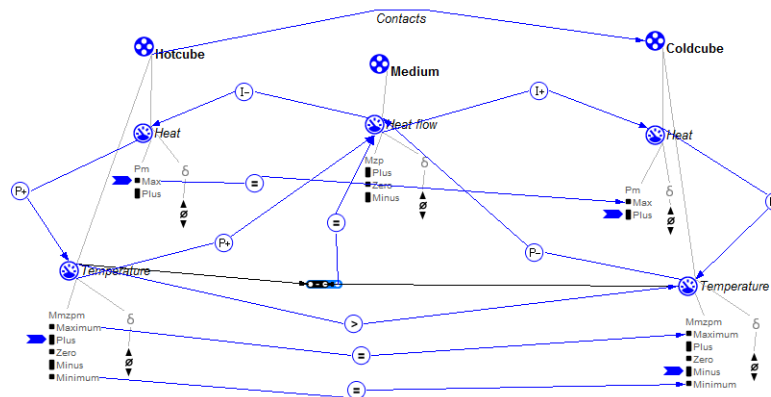 Contacts
Hotcube
Medium
Coldcube
I−
I+
Heat
Heat flow
Heat
Pm
Max
Plus
δ
Mzp
Plus
Zero
Minus
δ
Pm
Max
Plus
δ
=
=
P+
P+
P−
Temperature
Temperature
>
Mmzpm
Maximum
Plus
Zero
Minus
Minimum
δ
Mmzpm
Maximum
Plus
Zero
Minus
Minimum
δ
=
=